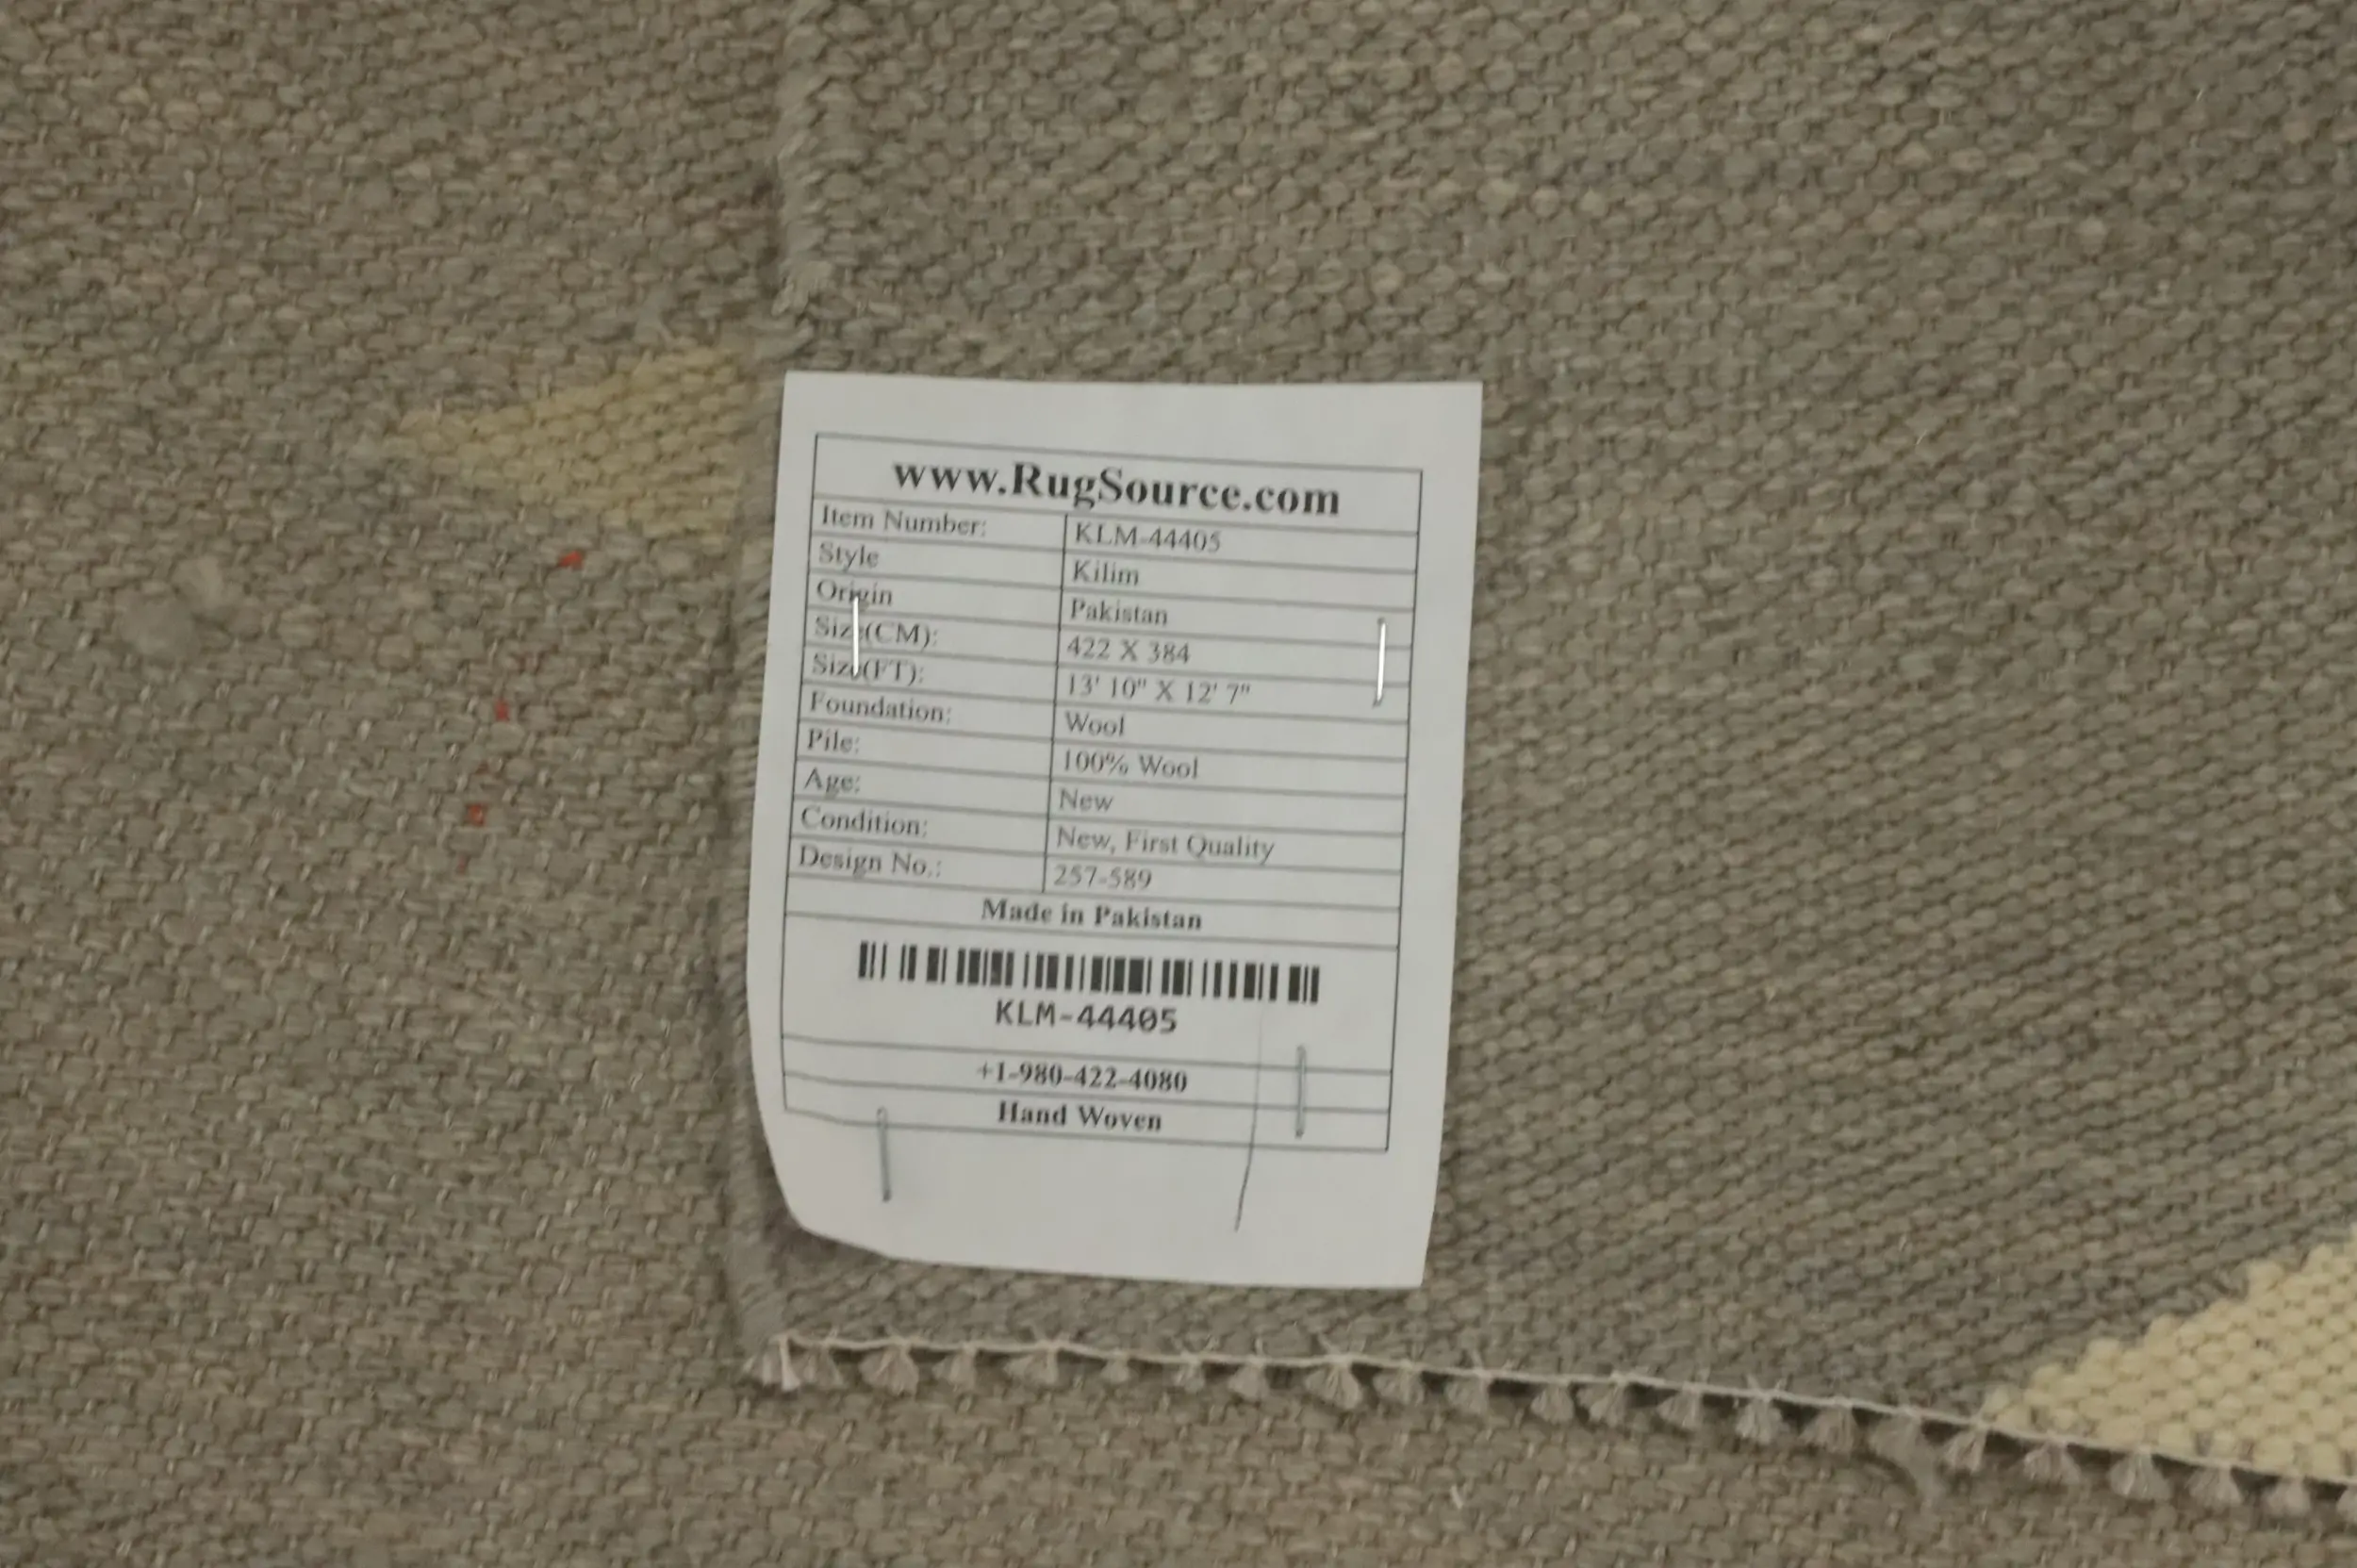 www.RugSource.com
Item Number: KLM-44405
Style Kilim
Origin Pakistan
Size(CM): 422 X 384
Size(FT): 13' 10" X 12' 7"
Foundation: Wool
Pile: 100% Wool
Age: New
Condition: New, First Quality
Design No.: 257-589
Made in Pakistan
KLM-44405
+1-980-422-4080
Hand Woven